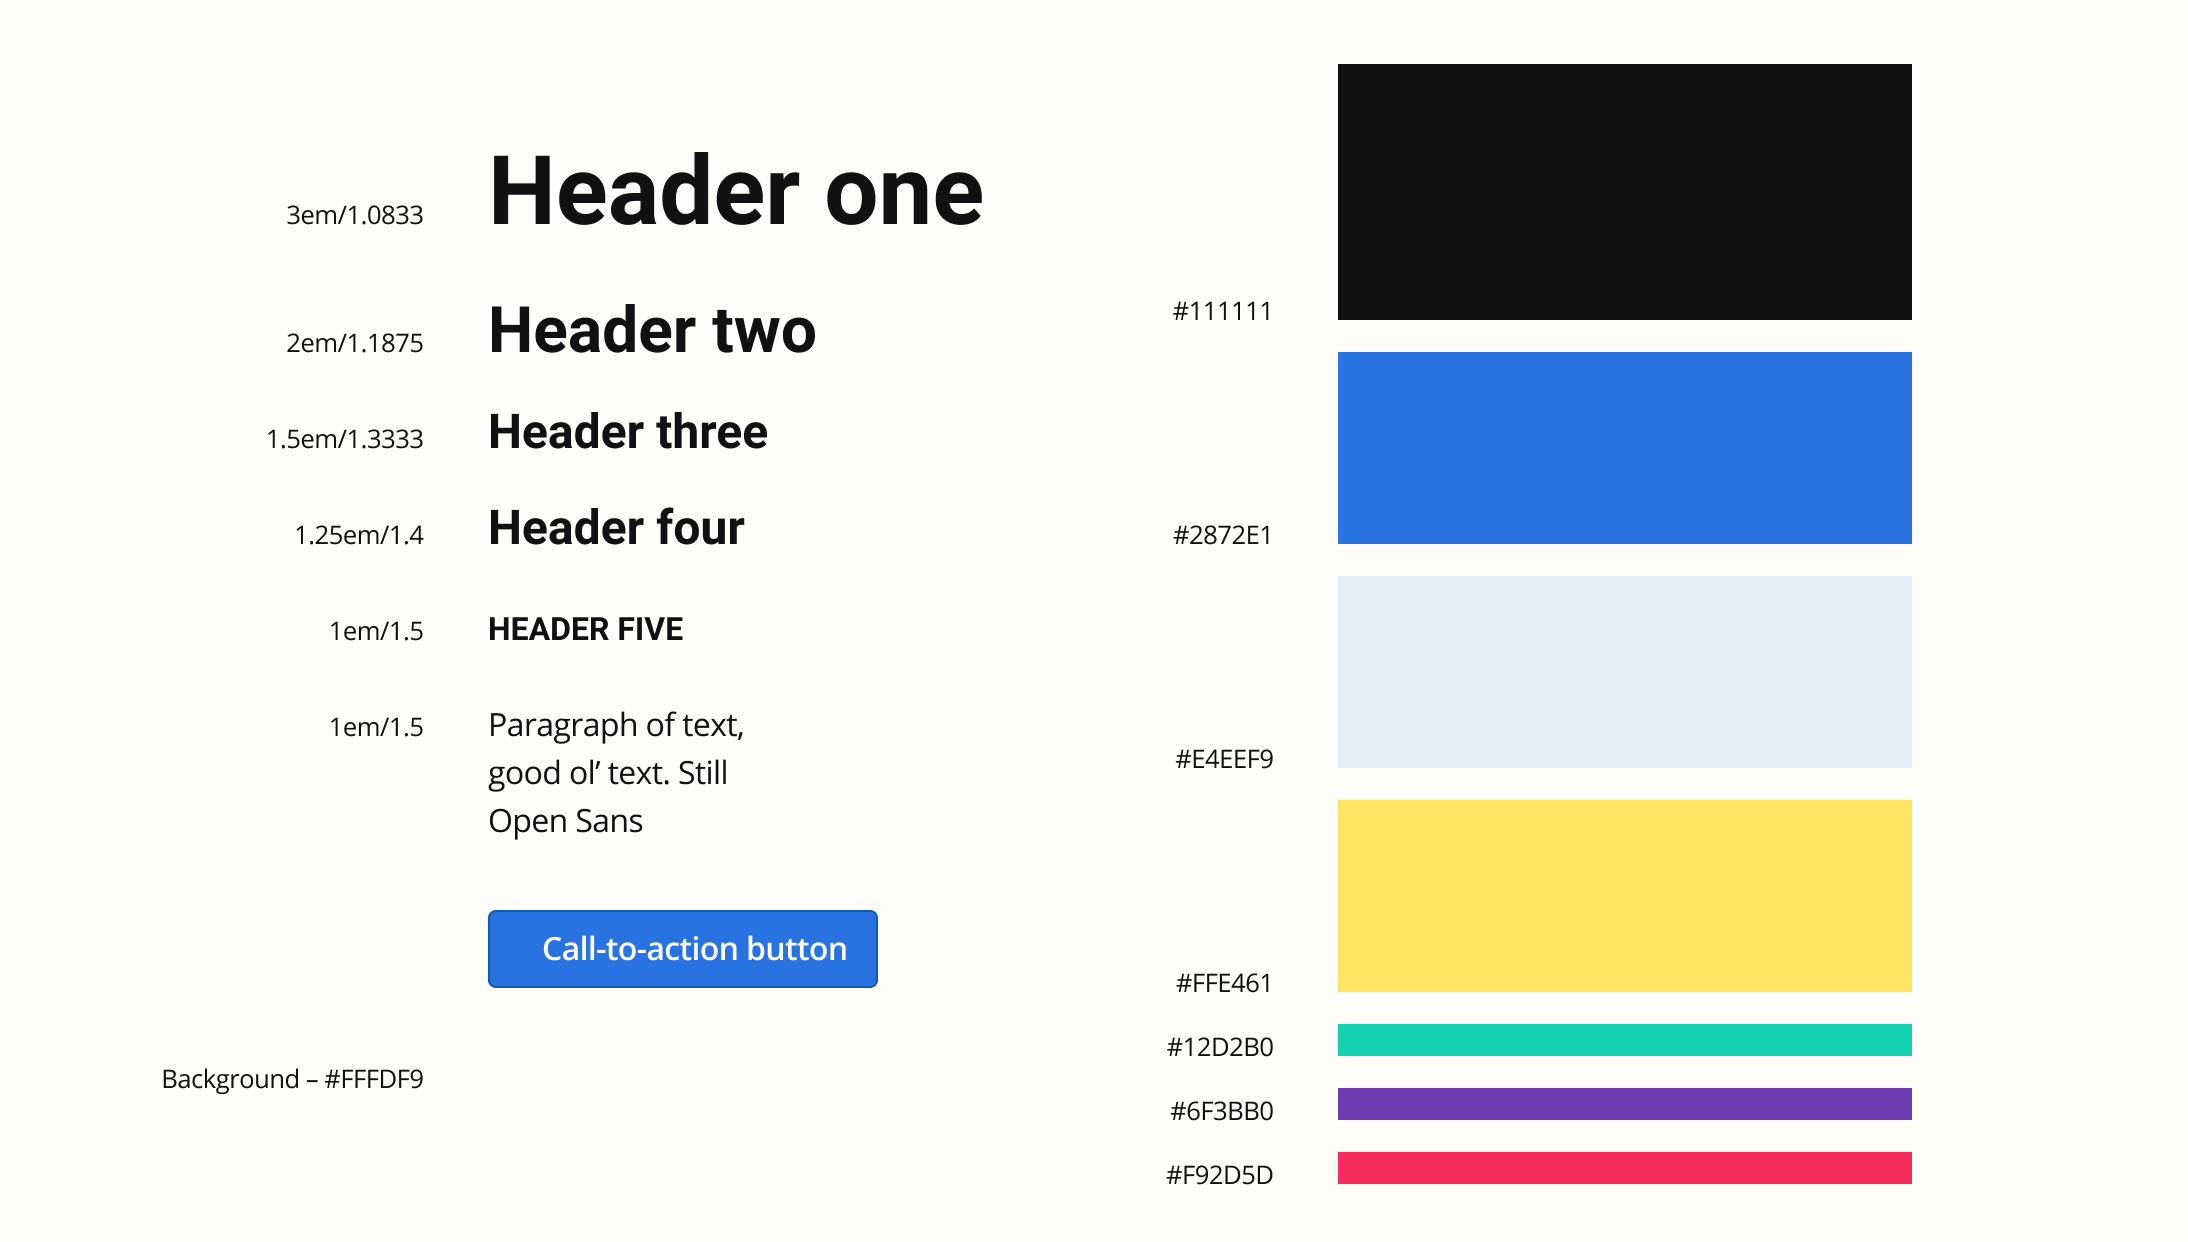 3em/1.0833 Header one
2em/1.1875 Header two
1.5em/1.3333 Header three
1.25em/1.4 Header four
1em/1.5 HEADER FIVE
1em/1.5 Paragraph of text,
good ol’ text. Still
Open Sans
Call-to-action button
Background – #FFFDF9
#111111
#2872E1
#E4EEF9
#FFE461
#12D2B0
#6F3BB0
#F92D5D